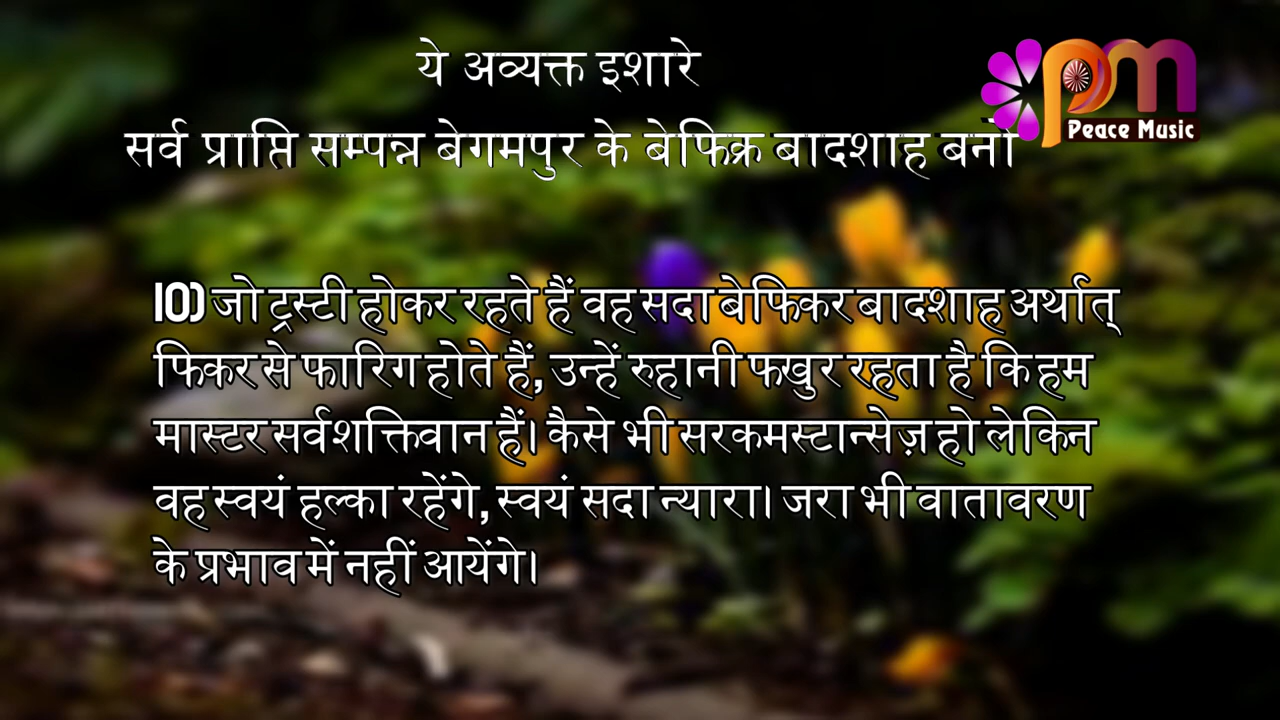 ये अव्यक्त इशारे
सर्व प्राप्ति सम्पन्न बेगमपुर के बेफिक्र बादशाह बनो
pm
Peace Music
10) जो ट्रस्टी होकर रहते हैं वह सदा बेफिकर बादशाह अर्थात्
फिकर से फारिग होते हैं, उन्हें रुहानी फखुर रहता है कि हम
मास्टर सर्वशक्तिवान हैं। कैसे भी सरकमस्टान्सेज़ हो लेकिन
वह स्वयं हल्का रहेंगे, स्वयं सदा न्यारा। जरा भी वातावरण
के प्रभाव में नहीं आयेंगे।